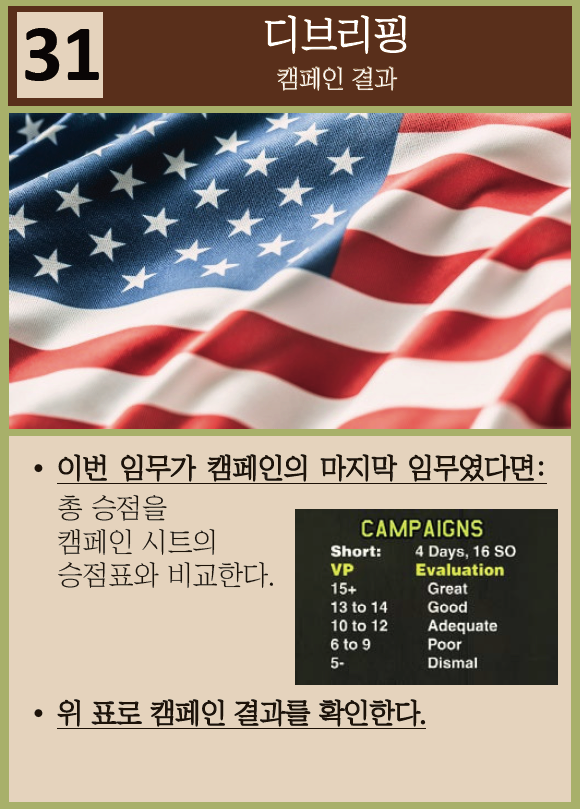 31
디브리핑
캠페인 결과
• 이번 임무가 캠페인의 마지막 임무였다면:
총 승점을
캠페인 시트의
승점표와 비교한다.
CAMPAIGNS
Short: 4 Days, 16 SO
VP Evaluation
15+ Great
13 to 14 Good
10 to 12 Adequate
6 to 9 Poor
5- Dismal
• 위 표로 캠페인 결과를 확인한다.